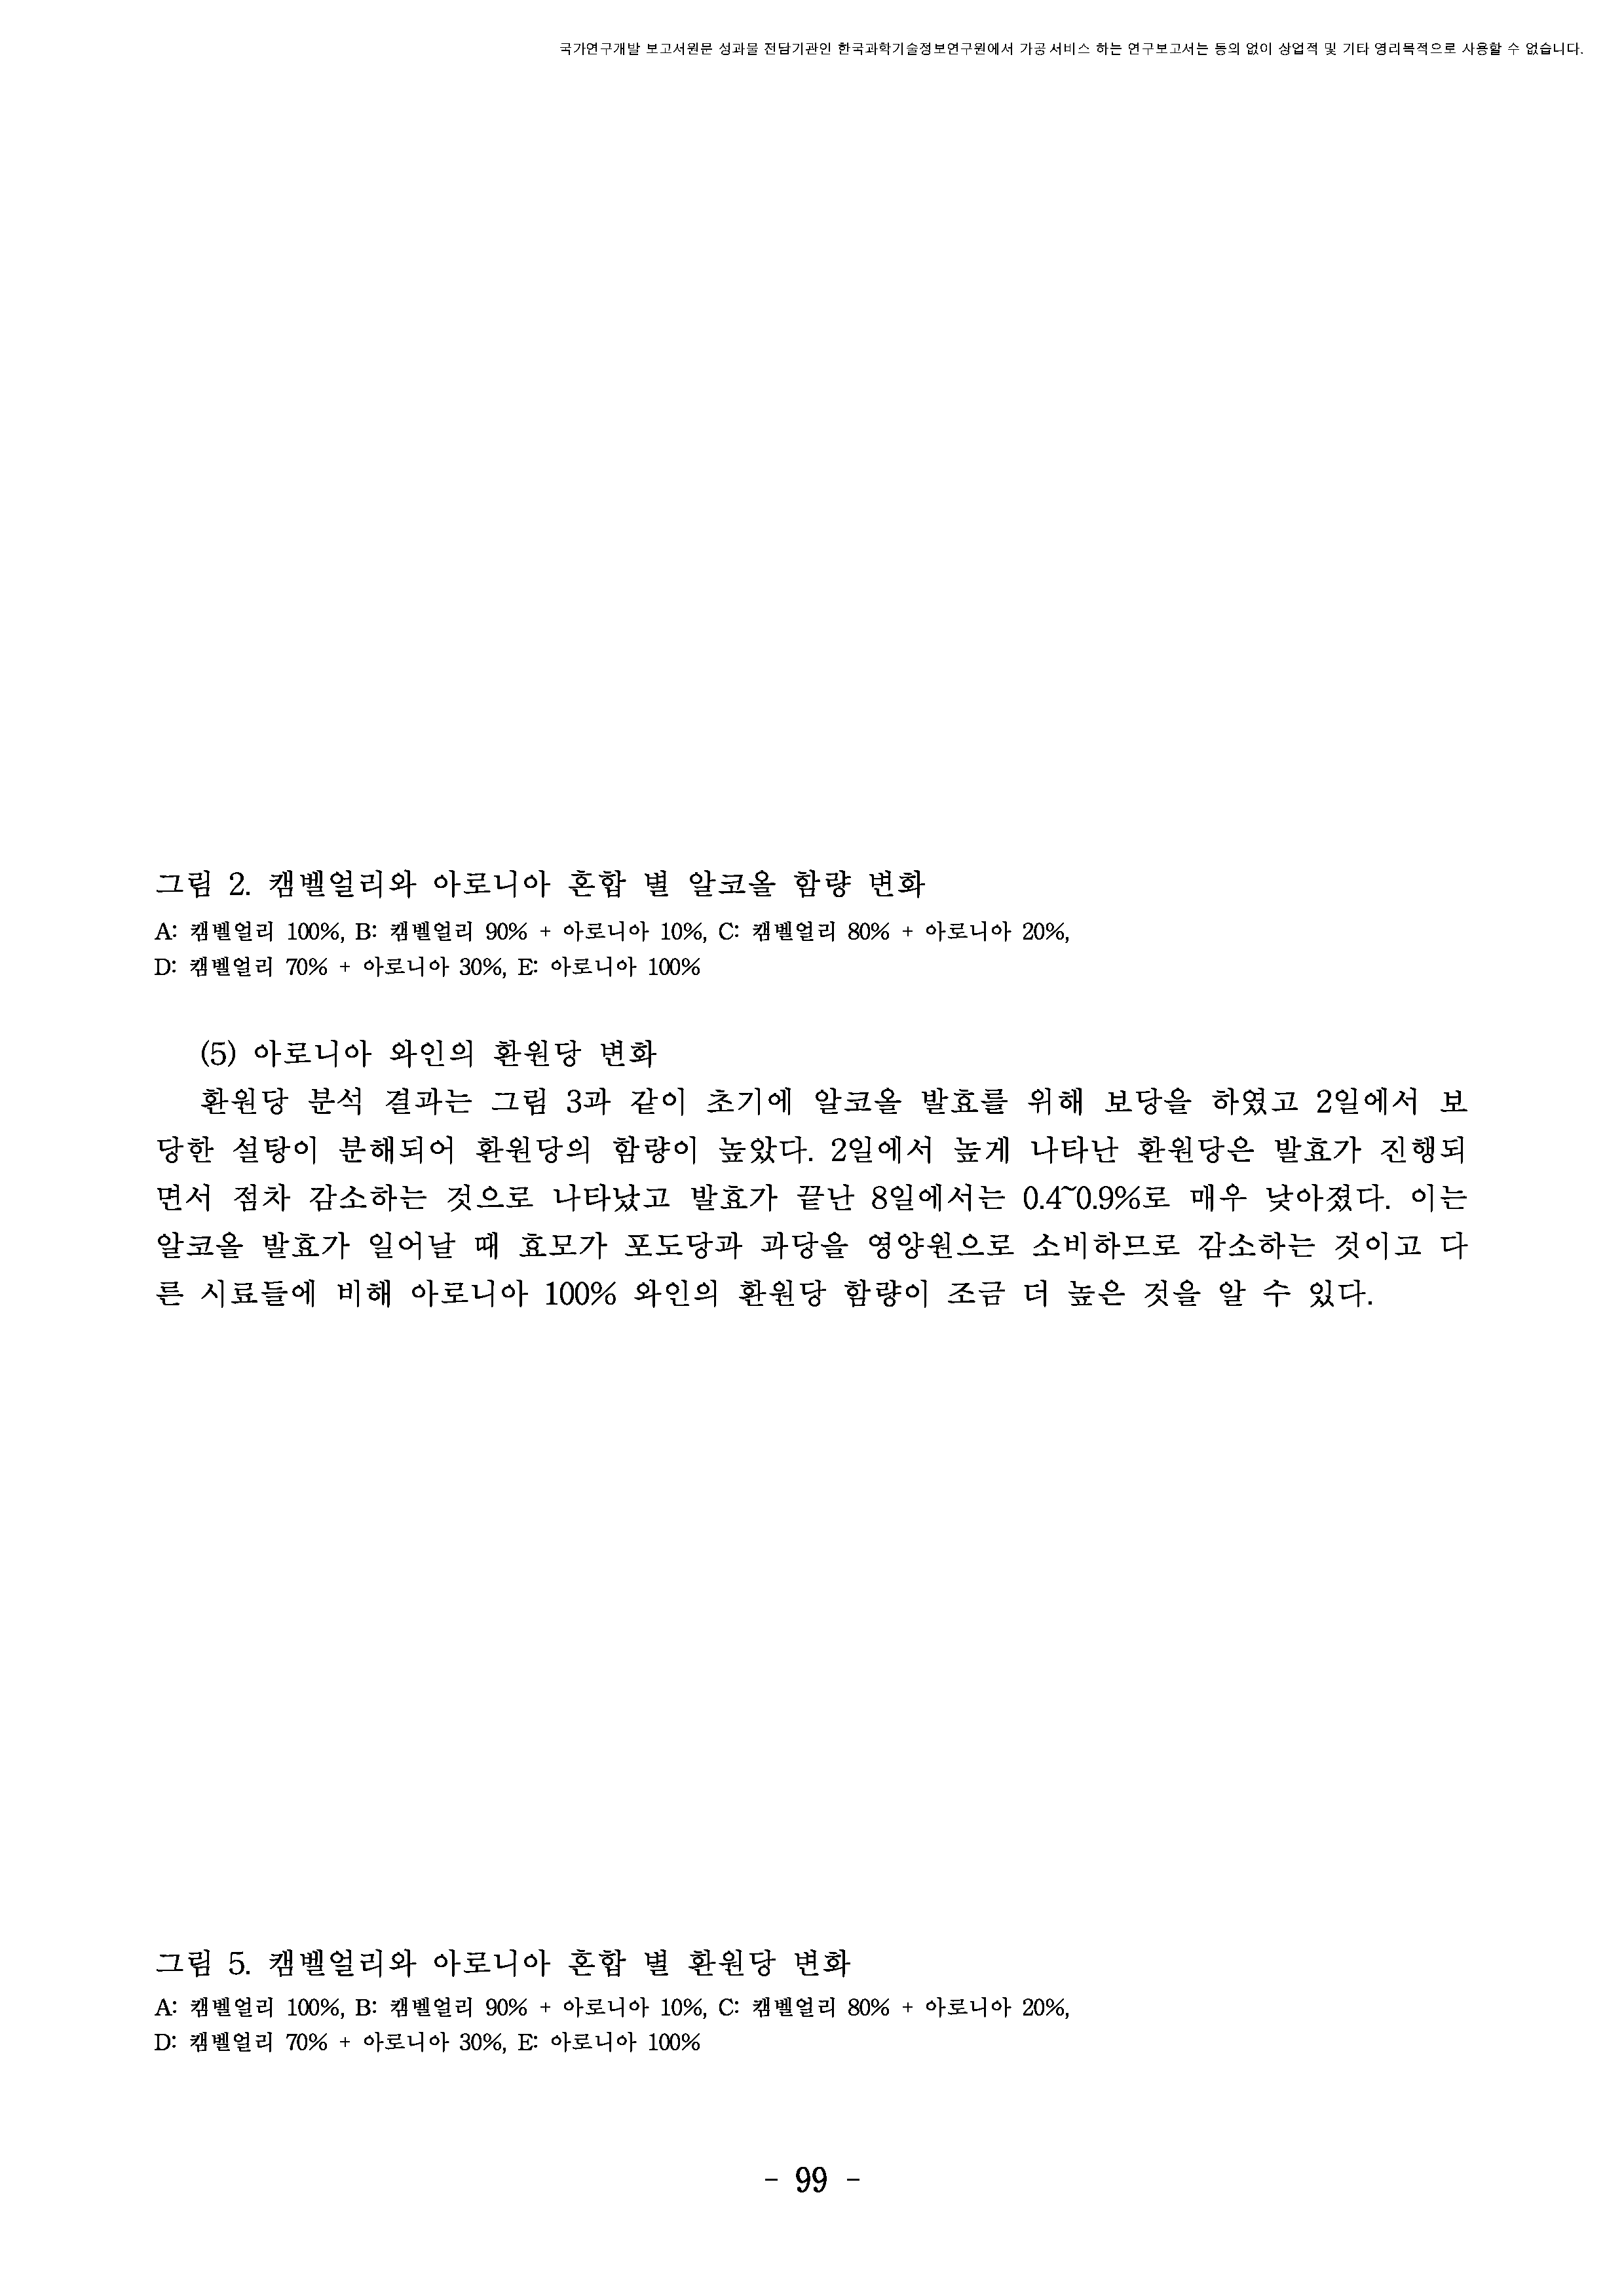 국가연구개발 보고서원문 성과물 전담기관인 한국과학기술정보연구원에서 가공·서비스 하는 연구보고서는 동의 없이 상업적 및 기타 영리목적으로 사용할 수 없습니다.
그림 2. 캠벨얼리와 아로니아 혼합 별 알코올 함량 변화
A: 캠벨얼리 100%, B: 캠벨얼리 90% + 아로니아 10%, C: 캠벨얼리 80% + 아로니아 20%,
D: 캠벨얼리 70% + 아로니아 30%, E: 아로니아 100%
(5) 아로니아 와인의 환원당 변화
환원당 분석 결과는 그림 3과 같이 초기에 알코올 발효를 위해 보당을 하였고 2일에서 보
당한 설탕이 분해되어 환원당의 함량이 높았다. 2일에서 높게 나타난 환원당은 발효가 진행되
면서 점차 감소하는 것으로 나타났고 발효가 끝난 8일에서는 0.4~0.9%로 매우 낮아졌다. 이는
알코올 발효가 일어날 때 효모가 포도당과 과당을 영양원으로 소비하므로 감소하는 것이고 다
른 시료들에 비해 아로니아 100% 와인의 환원당 함량이 조금 더 높은 것을 알 수 있다.
그림 5. 캠벨얼리와 아로니아 혼합 별 환원당 변화
A: 캠벨얼리 100%, B: 캠벨얼리 90% + 아로니아 10%, C: 캠벨얼리 80% + 아로니아 20%,
D: 캠벨얼리 70% + 아로니아 30%, E: 아로니아 100%
- 99 -